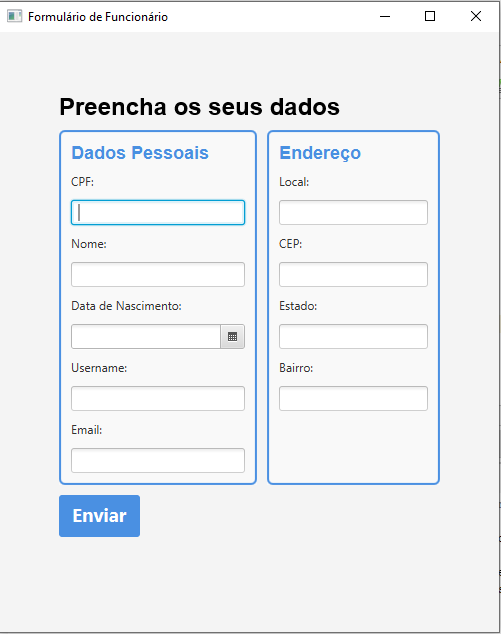 Formulário de Funcionário
Preencha os seus dados
Dados Pessoais
CPF:
Nome:
Data de Nascimento:
Username:
Email:
Endereço
Local:
CEP:
Estado:
Bairro:
Enviar